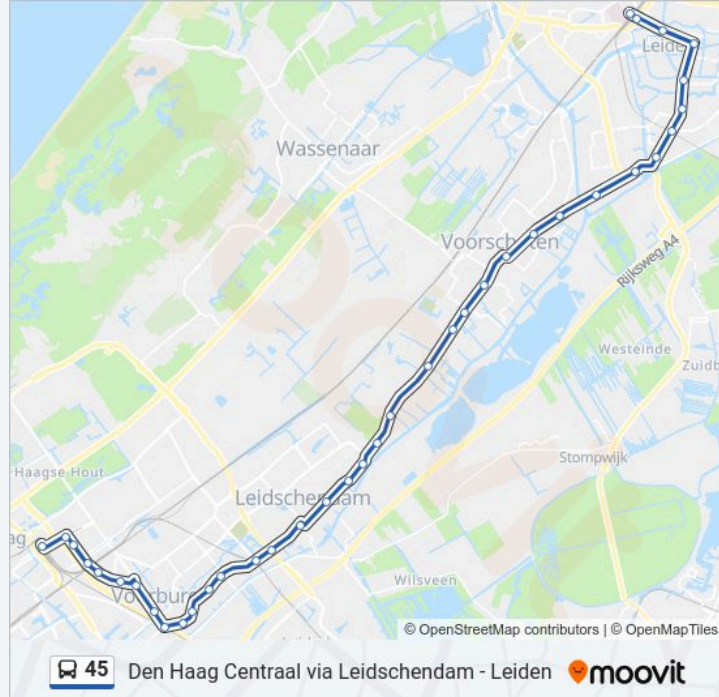 Leiden
Wassenaar
Voorschoten
Rijksweg A4
Westeinde
Zuidb
Stompwijk
Haagse Hout
Leidschendam
ag
Voorburg
Wilsveen
© OpenStreetMap contributors | © OpenMapTiles
45 Den Haag Centraal via Leidschendam - Leiden moovit